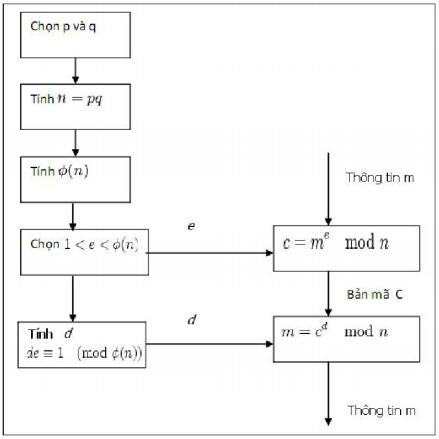 Chọn p và q
Tính n = pq
Tính ϕ(n)
Thông tin m
Chọn 1 < e < ϕ(n)
e
c = m^e mod n
Bản mã C
Tính d
de ≡ 1 (mod ϕ(n))
d
m = c^d mod n
Thông tin m